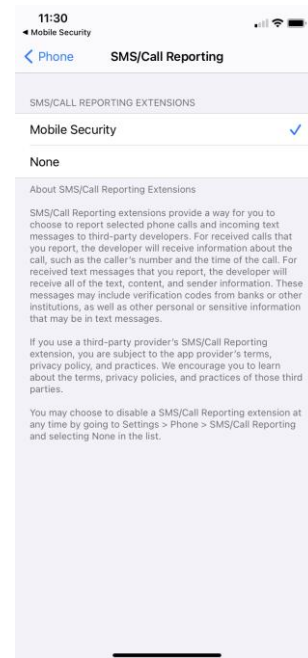 11:30
◀ Mobile Security
Phone
SMS/Call Reporting
SMS/CALL REPORTING EXTENSIONS
Mobile Security
None
About SMS/Call Reporting Extensions
SMS/Call Reporting extensions provide a way for you to
choose to report selected phone calls and incoming text
messages to third-party developers. For received calls that
you report, the developer will receive information about the
call, such as the caller's number and the time of the call. For
received text messages that you report, the developer will
receive all of the text, content, and sender information. These
messages may include verification codes from banks or other
institutions, as well as other personal or sensitive information
that may be in text messages.
If you use a third-party provider's SMS/Call Reporting
extension, you are subject to the app provider's terms,
privacy policy, and practices. We encourage you to learn
about the terms, privacy policies, and practices of those third
parties.
You may choose to disable a SMS/Call Reporting extension at
any time by going to Settings > Phone > SMS/Call Reporting
and selecting None in the list.